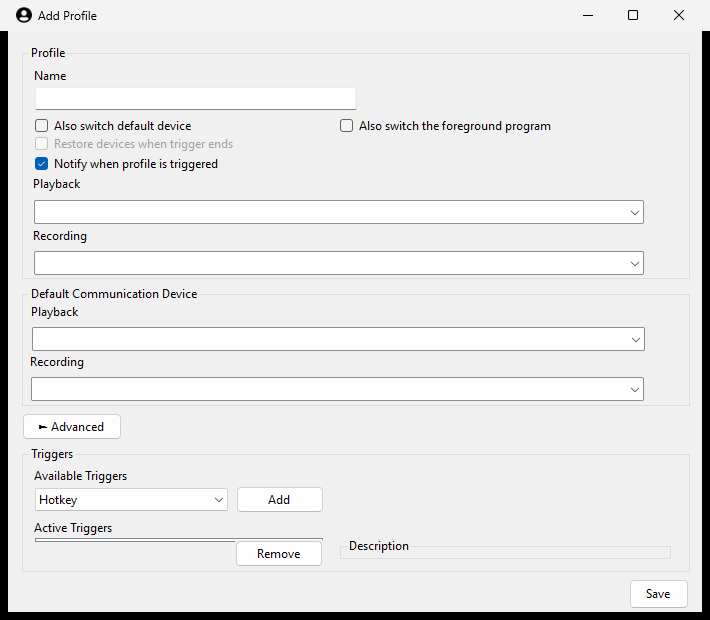 Add Profile
Profile
Name
Also switch default device
Also switch the foreground program
Restore devices when trigger ends
Notify when profile is triggered
Playback
Recording
Default Communication Device
Playback
Recording
Advanced
Triggers
Available Triggers
Hotkey
Add
Active Triggers
Remove
Description
Save